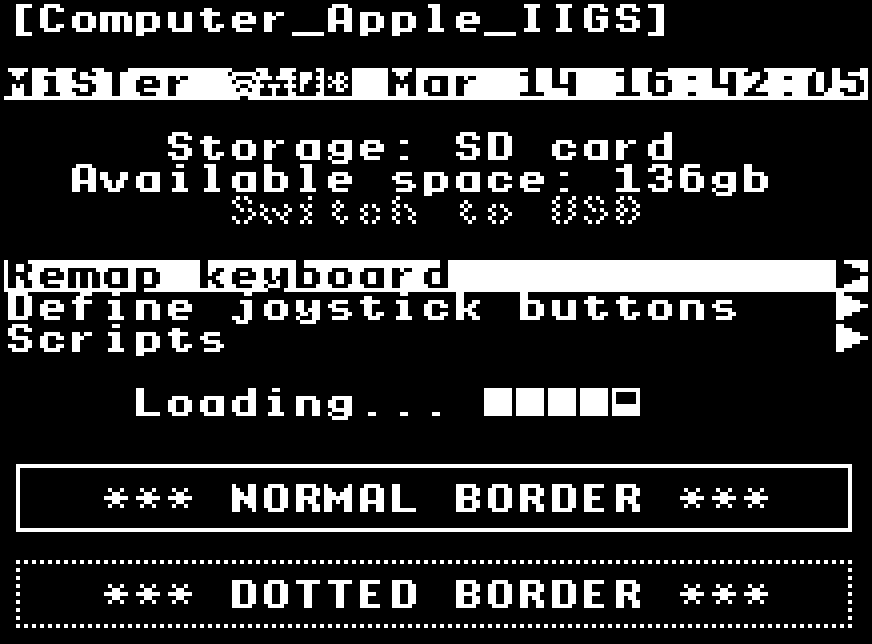 [Computer_Apple_IIGS]
MiSTer Mar 14 16:42:05
Storage: SD card
Available space: 136gb
Switch to USB
Remap keyboard
Define joystick buttons
Scripts
Loading...
*** NORMAL BORDER ***
*** DOTTED BORDER ***